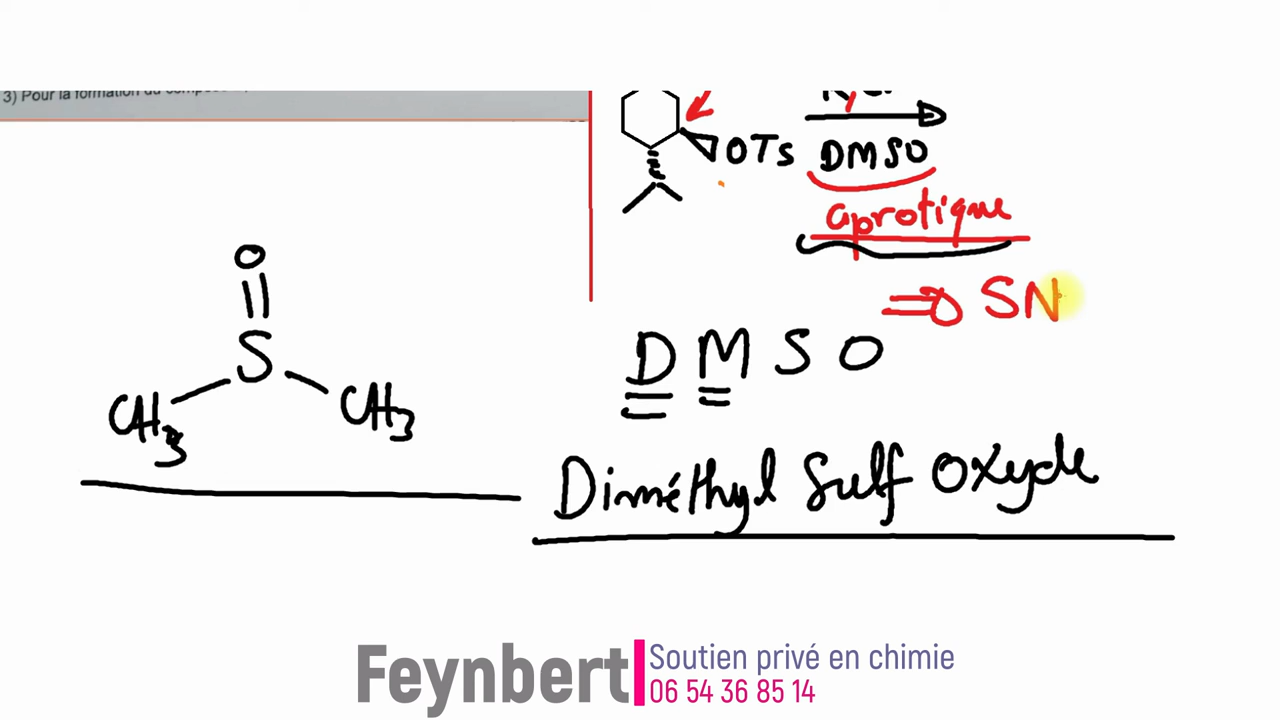 3) Pour la formation du
OTs
DMSO
aprotique
⇒ SN
O
S
CH3
CH3
D M S O
Diméthyl Sulf Oxyde
Feynbert
Soutien privé en chimie
06 54 36 85 14